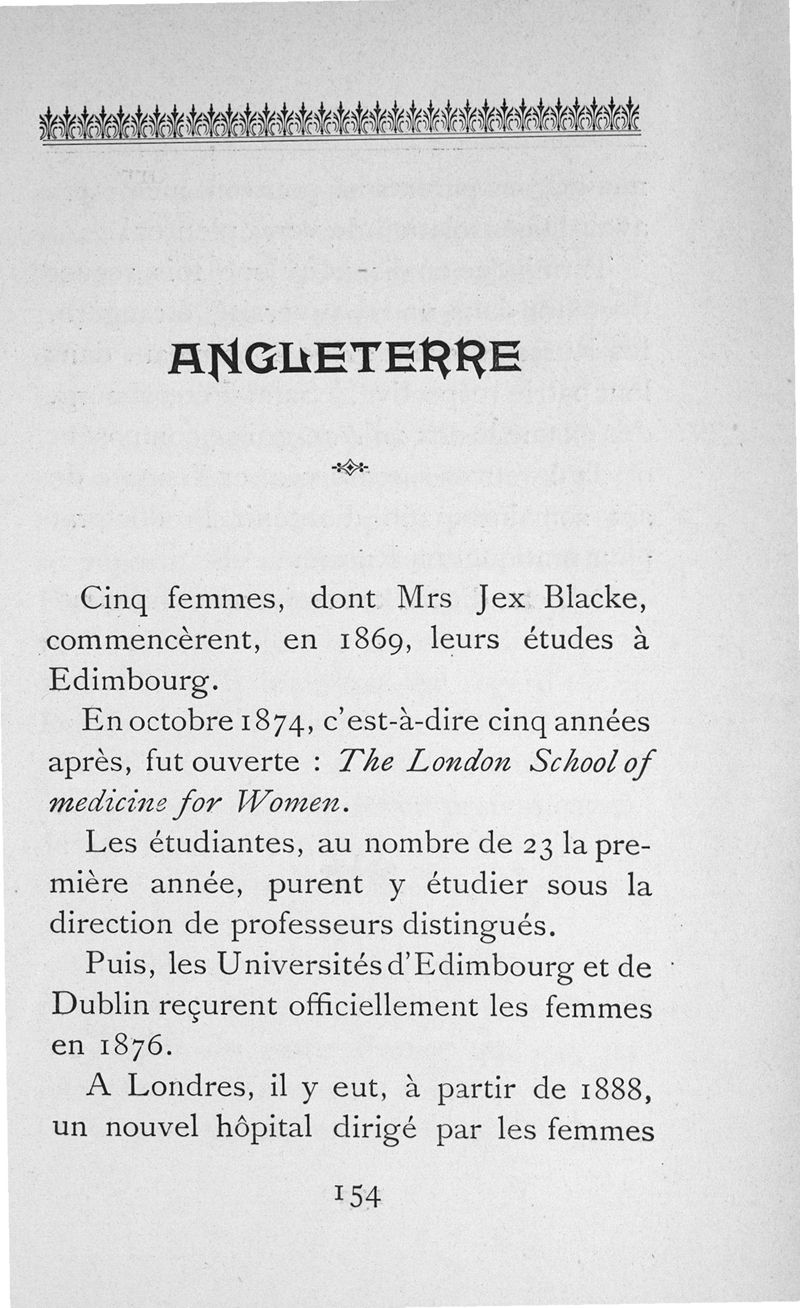 ANGLETERRE
Cinq femmes, dont Mrs Jex Blacke,
commencèrent, en 1869, leurs études à
Edimbourg.
En octobre 1874, c'est-à-dire cinq années
après, fut ouverte : The London School of
medicine for Women.
Les étudiantes, au nombre de 23 la pre-
mière année, purent y étudier sous la
direction de professeurs distingués.
Puis, les Universités d'Edimbourg et de
Dublin reçurent officiellement les femmes
en 1876.
A Londres, il y eut, à partir de 1888,
un nouvel hôpital dirigé par les femmes
154